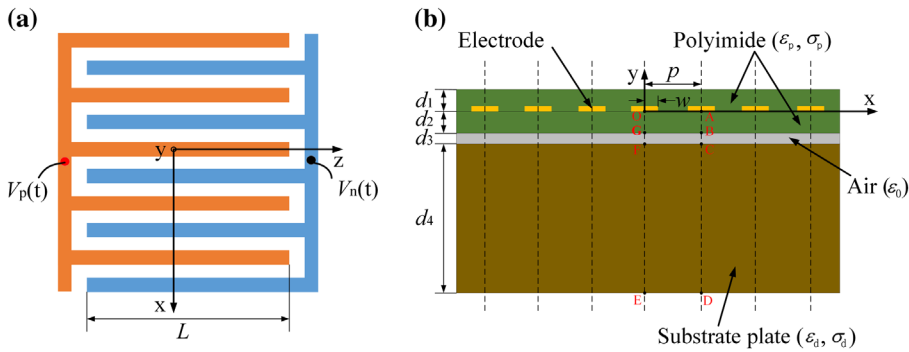 (a)
y
z
Vp(t)
Vn(t)
x
L
(b)
Electrode
Polyimide (εp, σp)
y
p
d1
w
x
O
A
d2
G
B
d3
F
C
Air (ε0)
d4
E
D
Substrate plate (εd, σd)